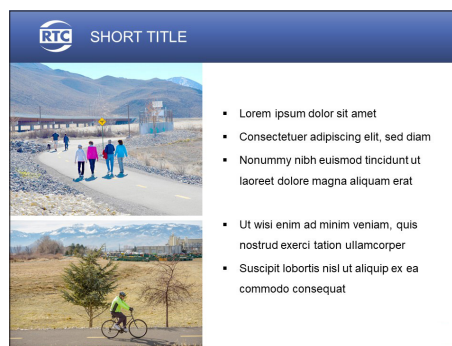 RTC
SHORT TITLE
▪ Lorem ipsum dolor sit amet
▪ Consectetuer adipiscing elit, sed diam
▪ Nonummy nibh euismod tincidunt ut
laoreet dolore magna aliquam erat
▪ Ut wisi enim ad minim veniam, quis
nostrud exerci tation ullamcorper
▪ Suscipit lobortis nisl ut aliquip ex ea
commodo consequat